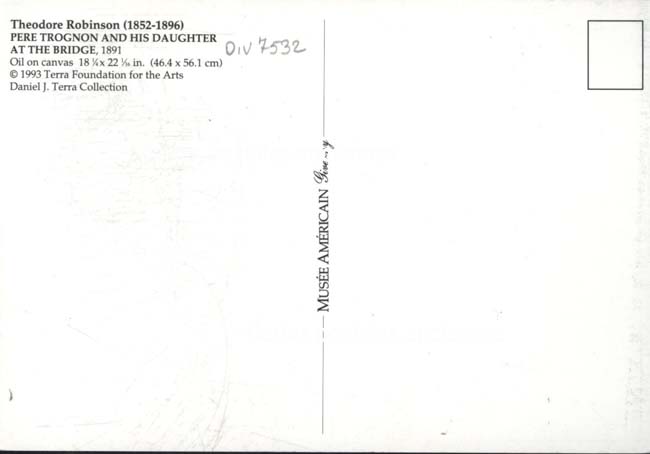 Theodore Robinson (1852-1896)
PERE TROGNON AND HIS DAUGHTER
AT THE BRIDGE, 1891
Oil on canvas 18 ¼ x 22 ⅟₁₆ in. (46.4 x 56.1 cm)
© 1993 Terra Foundation for the Arts
Daniel J. Terra Collection
DIV 7532
MUSÉE AMÉRICAIN Giverny